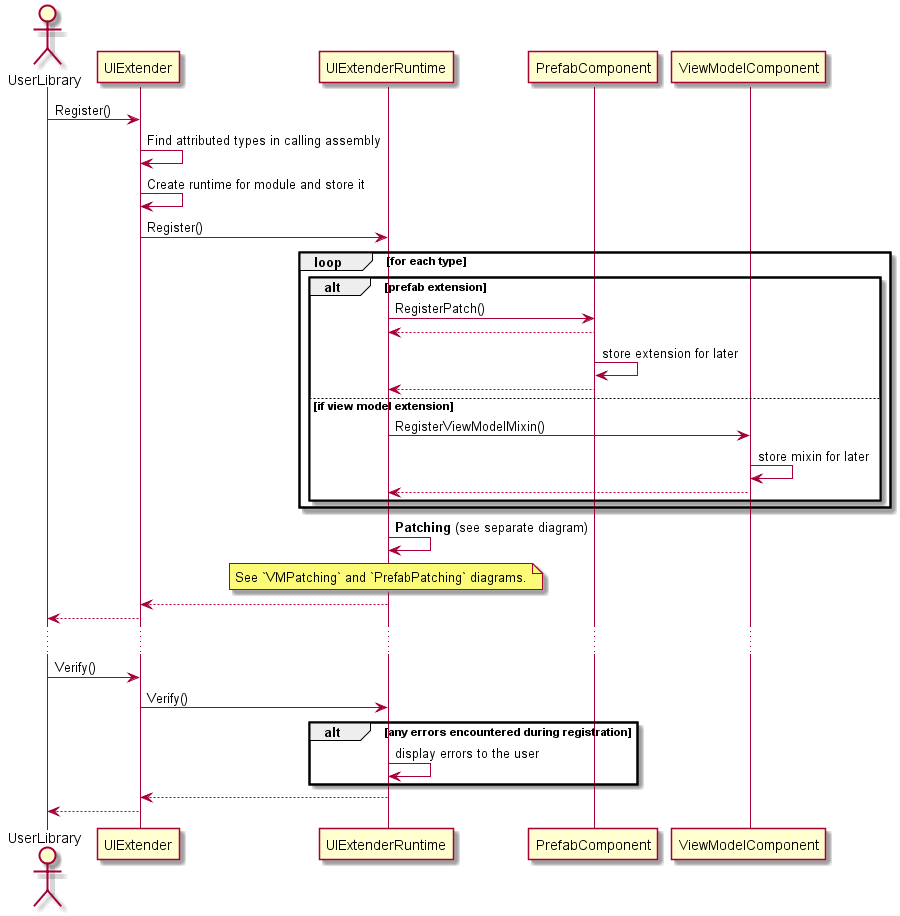 UserLibrary
UIExtender
UIExtenderRuntime
PrefabComponent
ViewModelComponent
Register()
Find attributed types in calling assembly
Create runtime for module and store it
Register()
loop [for each type]
alt [prefab extension]
RegisterPatch()
store extension for later
[if view model extension]
RegisterViewModelMixin()
store mixin for later
Patching (see separate diagram)
See `VMPatching` and `PrefabPatching` diagrams.
Verify()
Verify()
alt [any errors encountered during registration]
display errors to the user
UserLibrary
UIExtender
UIExtenderRuntime
PrefabComponent
ViewModelComponent